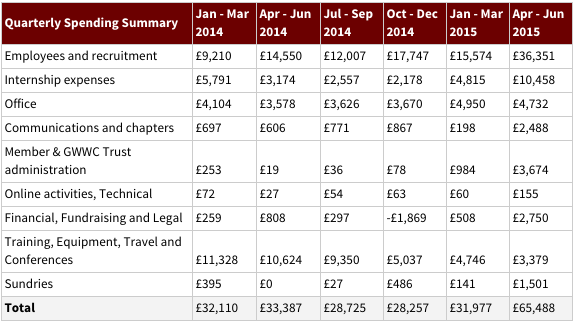 Quarterly Spending Summary Jan - Mar 2014 Apr - Jun 2014 Jul - Sep 2014 Oct - Dec 2014 Jan - Mar 2015 Apr - Jun 2015
Employees and recruitment £9,210 £14,550 £12,007 £17,747 £15,574 £36,351
Internship expenses £5,791 £3,174 £2,557 £2,178 £4,815 £10,458
Office £4,104 £3,578 £3,626 £3,670 £4,950 £4,732
Communications and chapters £697 £606 £771 £867 £198 £2,488
Member & GWWC Trust
administration £253 £19 £36 £78 £984 £3,674
Online activities, Technical £72 £27 £54 £63 £60 £155
Financial, Fundraising and Legal £259 £808 £297 -£1,869 £508 £2,750
Training, Equipment, Travel and
Conferences £11,328 £10,624 £9,350 £5,037 £4,746 £3,379
Sundries £395 £0 £27 £486 £141 £1,501
Total £32,110 £33,387 £28,725 £28,257 £31,977 £65,488